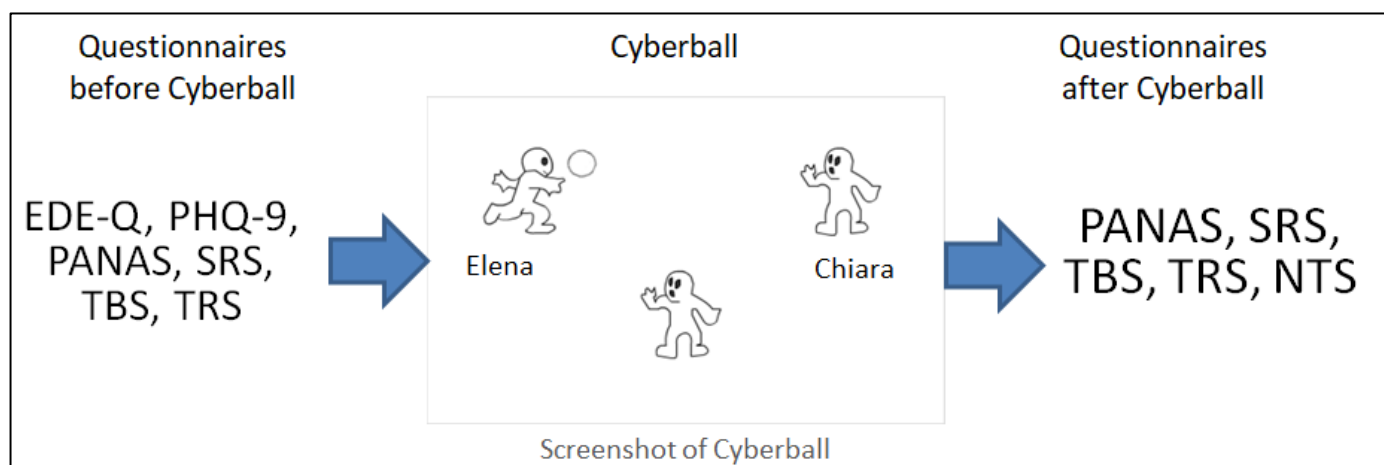 Questionnaires
before Cyberball
EDE-Q, PHQ-9,
PANAS, SRS,
TBS, TRS
Cyberball
Elena
Chiara
Screenshot of Cyberball
Questionnaires
after Cyberball
PANAS, SRS,
TBS, TRS, NTS